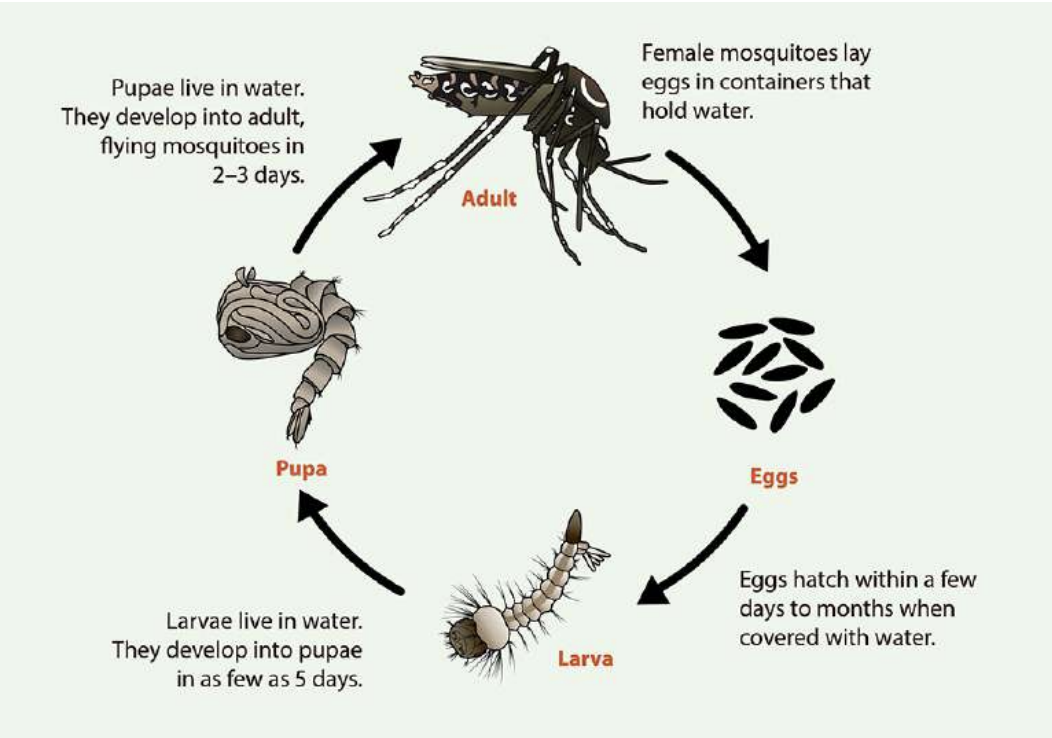 Female mosquitoes lay
eggs in containers that
hold water.
Adult
Pupae live in water.
They develop into adult,
flying mosquitoes in
2–3 days.
Eggs
Eggs hatch within a few
days to months when
covered with water.
Larva
Larvae live in water.
They develop into pupae
in as few as 5 days.
Pupa